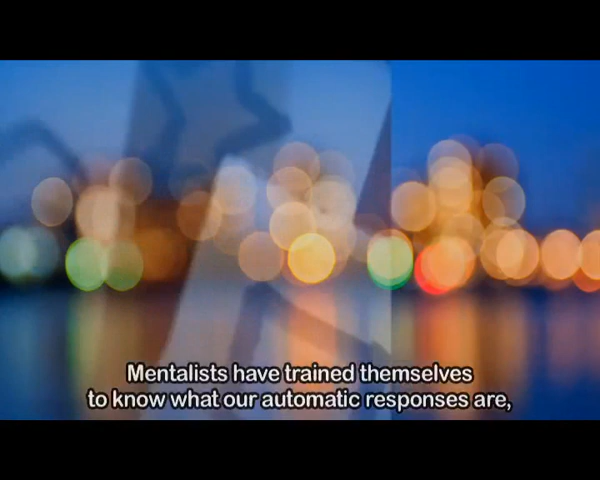 Mentalists have trained themselves
to know what our automatic responses are,